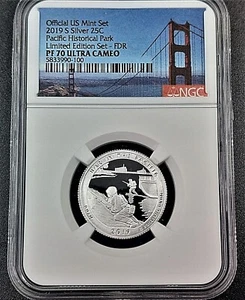 Official US Mint Set
2019 S Silver 25C
Pacific Historical Park
Limited Edition Set - FDR
PF 70 ULTRA CAMEO
5833990-100
NGC
2019